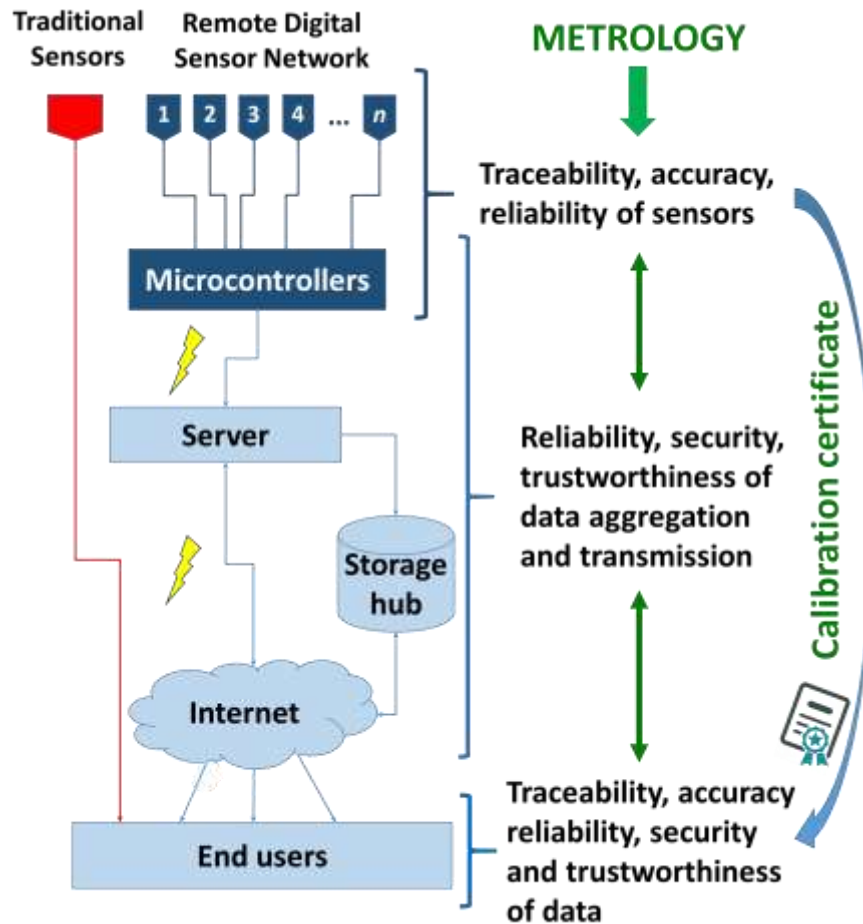 Traditional
Sensors
Remote Digital
Sensor Network
METROLOGY
1 2 3 4 ... n
Traceability, accuracy,
reliability of sensors
Microcontrollers
Server
Reliability, security,
trustworthiness of
data aggregation
and transmission
Storage
hub
Calibration certificate
Internet
Traceability, accuracy
reliability, security
and trustworthiness
of data
End users